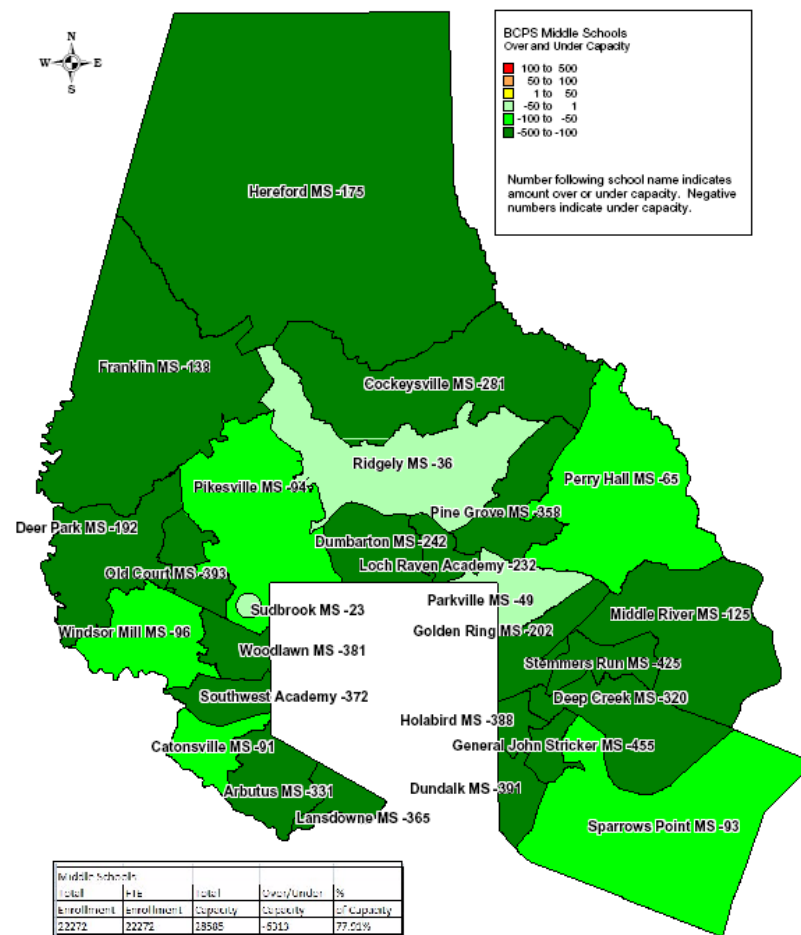 N
W E
S
BCPS Middle Schools
Over and Under Capacity
100 to 500
50 to 100
1 to 50
-50 to 1
-100 to -50
-500 to -100
Number following school name indicates
amount over or under capacity. Negative
numbers indicate under capacity.
Hereford MS -175
Franklin MS -138
Cockeysville MS -281
Ridgely MS -36
Pikesville MS -94
Perry Hall MS -65
Pine Grove MS -358
Deer Park MS -192
Dumbarton MS -242
Loch Raven Academy -232
Old Court MS -393
Sudbrook MS -23
Parkville MS -49
Middle River MS -125
Windsor Mill MS -96
Golden Ring MS -202
Woodlawn MS -381
Stemmers Run MS -425
Southwest Academy -372
Deep Creek MS -320
Holabird MS -388
Catonsville MS -91
General John Stricker MS -455
Arbutus MS -331
Dundalk MS -391
Lansdowne MS -365
Sparrows Point MS -93
Middle Schools
Total FTE Total Over/Under %
Enrollment Enrollment Capacity Capacity of Capacity
22272 22272 28585 -6313 77.91%